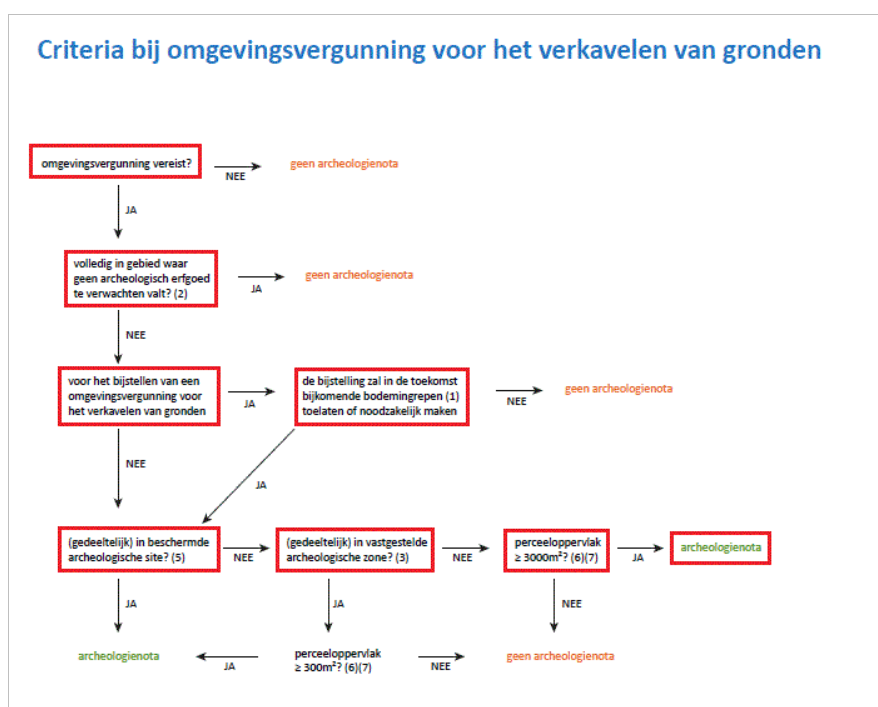 Criteria bij omgevingsvergunning voor het verkavelen van gronden
omgevingsvergunning vereist?
NEE
geen archeologienota
JA
volledig in gebied waar
geen archeologisch erfgoed
te verwachten valt? (2)
JA
geen archeologienota
NEE
voor het bijstellen van een
omgevingsvergunning voor
het verkavelen van gronden
JA
de bijstelling zal in de toekomst
bijkomende bodemingrepen (1)
toelaten of noodzakelijk maken
NEE
geen archeologienota
NEE
JA
(gedeeltelijk) in beschermde
archeologische site? (5)
NEE
(gedeeltelijk) in vastgestelde
archeologische zone? (3)
NEE
perceeloppervlak
≥ 3000m²? (6)(7)
JA
archeologienota
JA
JA
NEE
archeologienota
JA
perceeloppervlak
≥ 300m²? (6)(7)
NEE
geen archeologienota